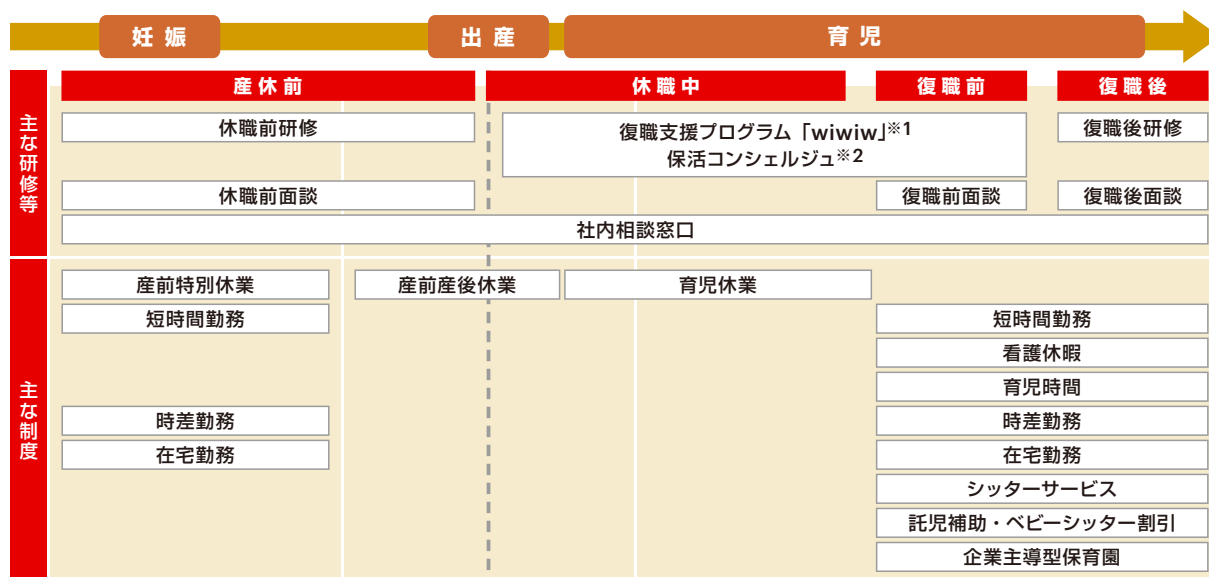 妊娠
出産
育児
産休前
休職中
復職前
復職後
主な研修等
休職前研修
復職支援プログラム「wiwiw」※1
保活コンシェルジュ※2
復職後研修
休職前面談
復職前面談
復職後面談
社内相談窓口
主な制度
産前特別休業
産前産後休業
育児休業
短時間勤務
短時間勤務
看護休暇
育児時間
時差勤務
時差勤務
在宅勤務
在宅勤務
シッターサービス
託児補助・ベビーシッター割引
企業主導型保育園